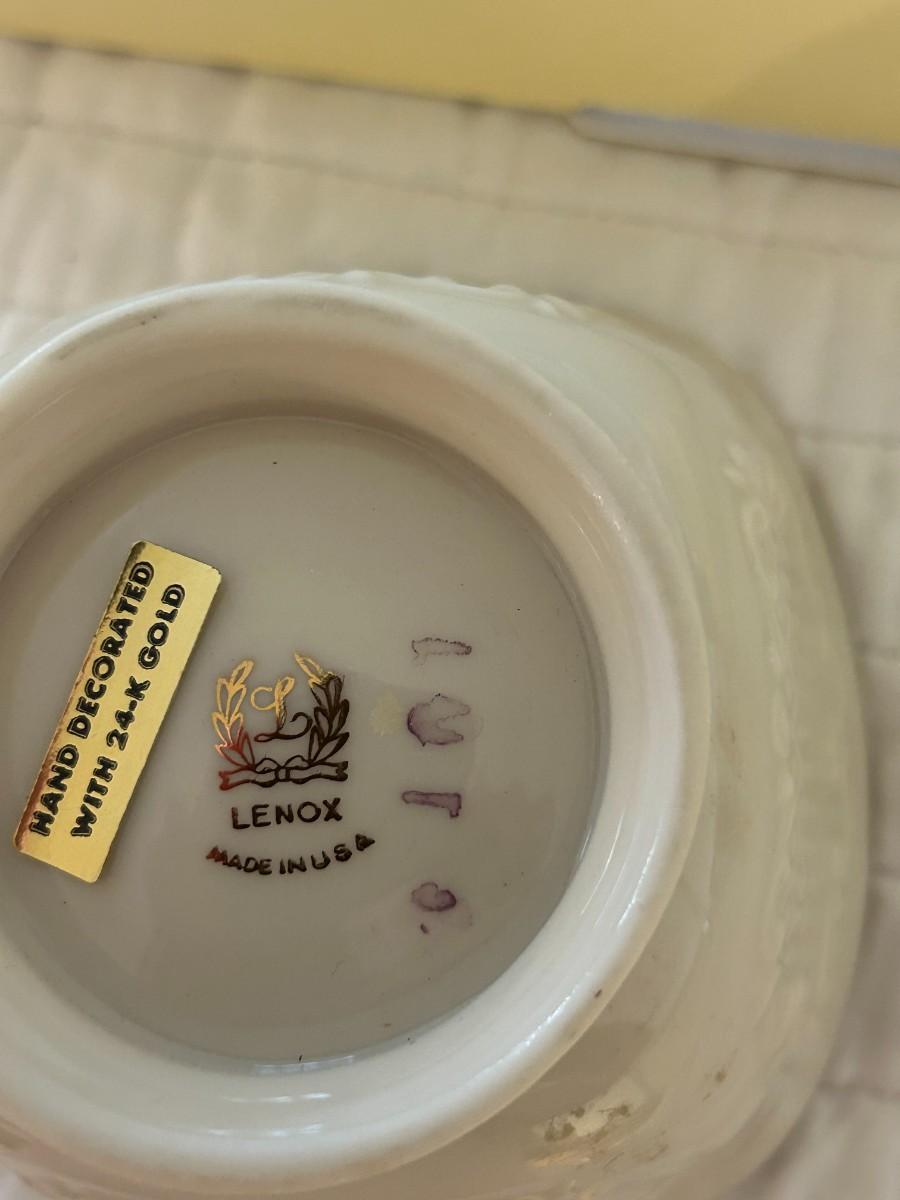 HAND DECORATED
WITH 24-K GOLD
L
LENOX
MADE IN USA